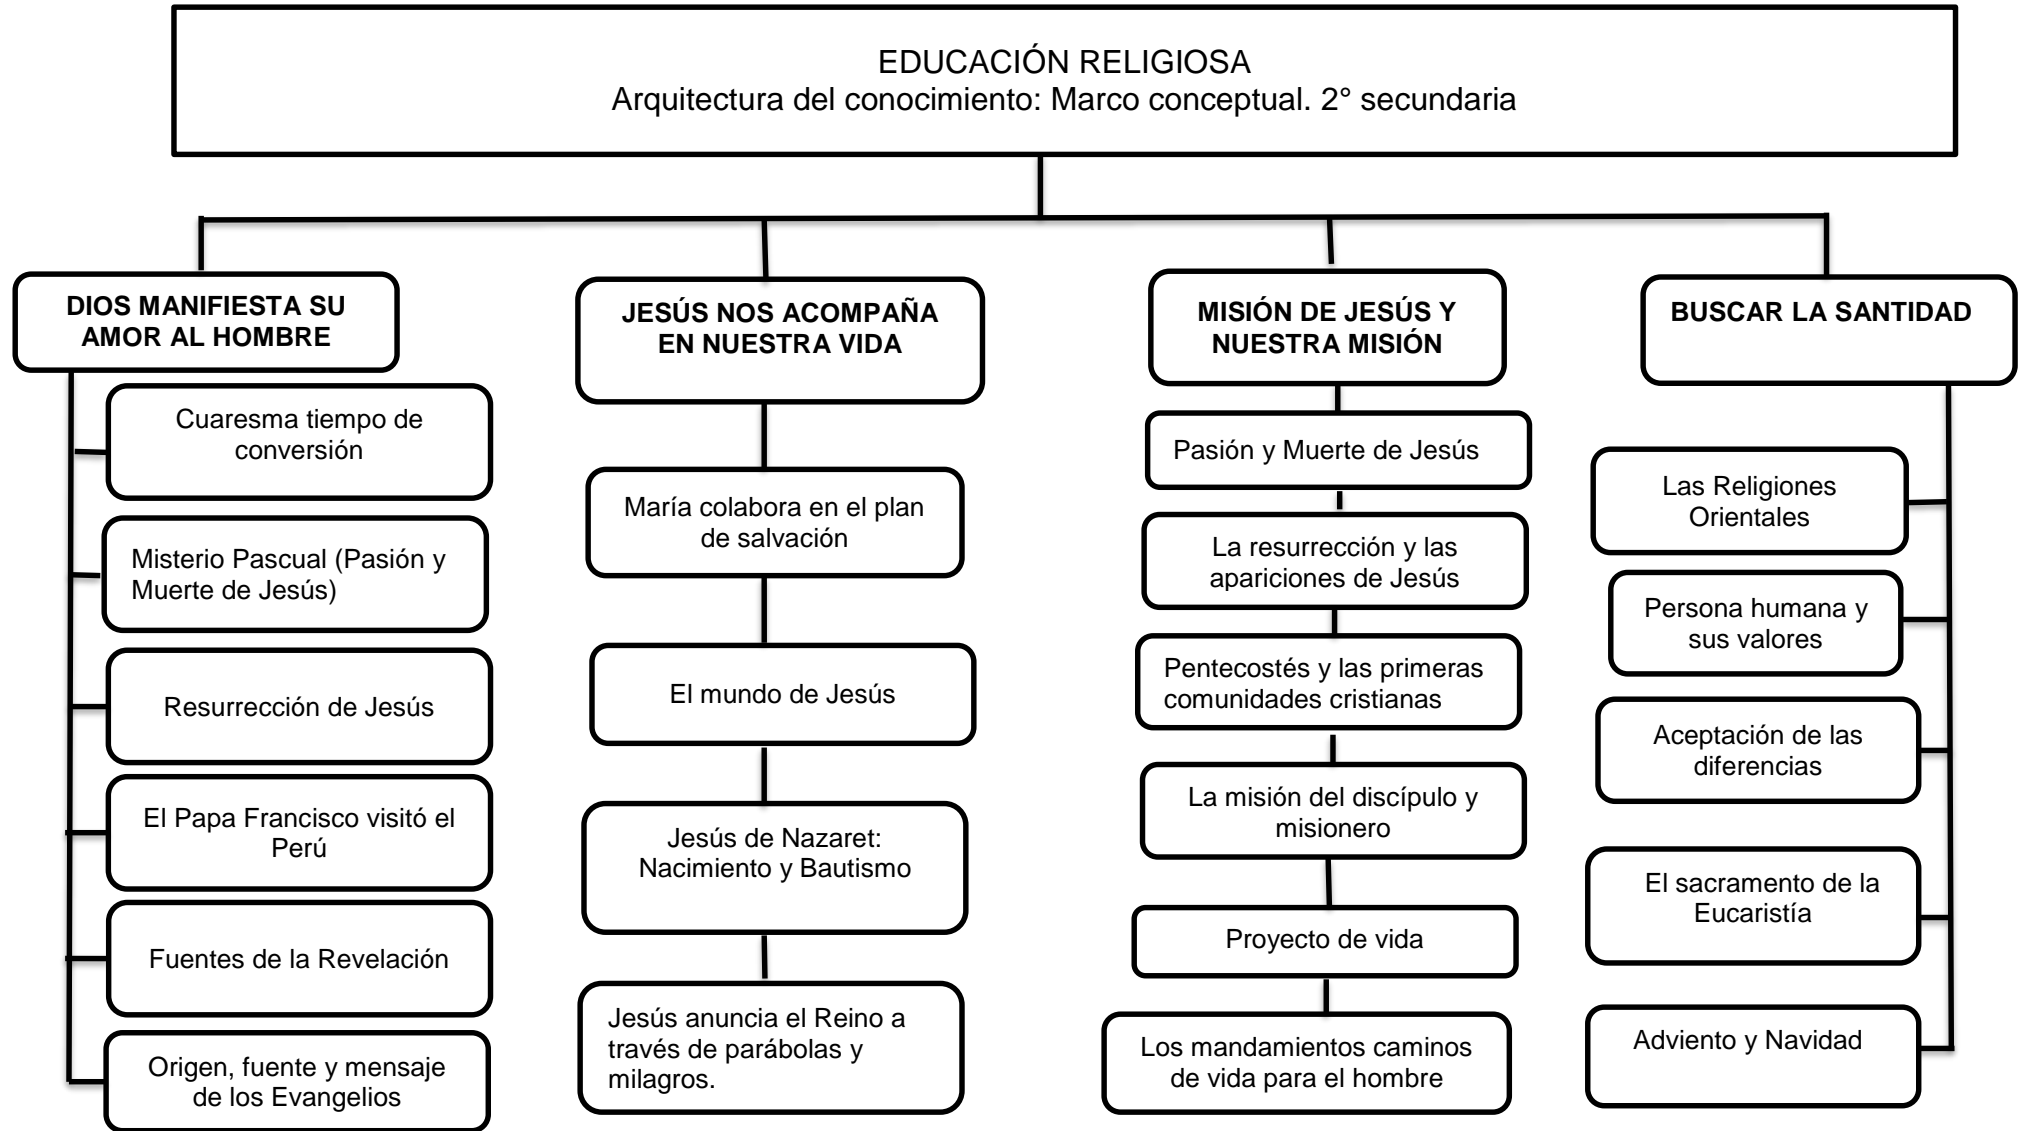 EDUCACIÓN RELIGIOSA
Arquitectura del conocimiento: Marco conceptual. 2° secundaria
DIOS MANIFIESTA SU
AMOR AL HOMBRE
Cuaresma tiempo de
conversión
Misterio Pascual (Pasión y
Muerte de Jesús)
Resurrección de Jesús
El Papa Francisco visitó el
Perú
Fuentes de la Revelación
Origen, fuente y mensaje
de los Evangelios
JESÚS NOS ACOMPAÑA
EN NUESTRA VIDA
María colabora en el plan
de salvación
El mundo de Jesús
Jesús de Nazaret:
Nacimiento y Bautismo
Jesús anuncia el Reino a
través de parábolas y
milagros.
MISIÓN DE JESÚS Y
NUESTRA MISIÓN
Pasión y Muerte de Jesús
La resurrección y las
apariciones de Jesús
Pentecostés y las primeras
comunidades cristianas
La misión del discípulo y
misionero
Proyecto de vida
Los mandamientos caminos
de vida para el hombre
BUSCAR LA SANTIDAD
Las Religiones
Orientales
Persona humana y
sus valores
Aceptación de las
diferencias
El sacramento de la
Eucaristía
Adviento y Navidad